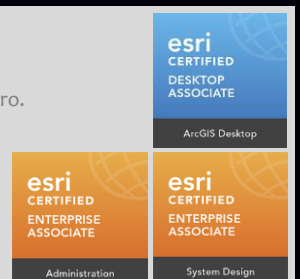 esri
CERTIFIED
DESKTOP
ASSOCIATE
ro.
ArcGIS Desktop
esri
CERTIFIED
ENTERPRISE
ASSOCIATE
Administration
esri
CERTIFIED
ENTERPRISE
ASSOCIATE
System Design